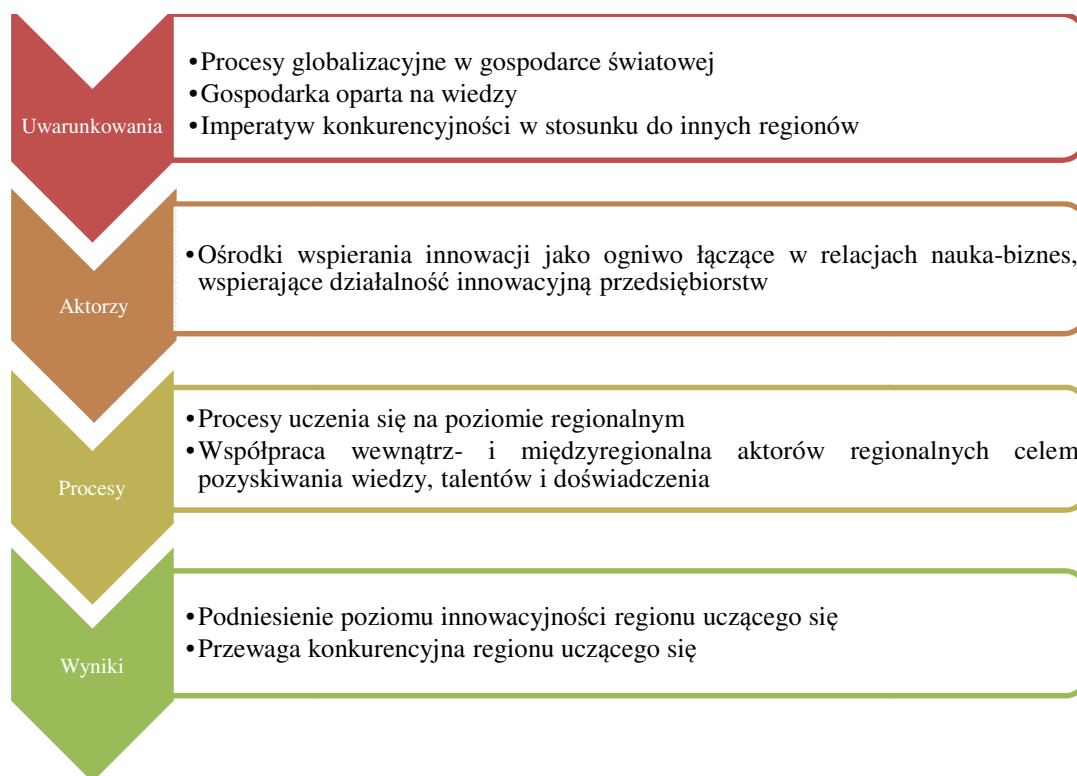 Uwarunkowania
•Procesy globalizacyjne w gospodarce światowej
•Gospodarka oparta na wiedzy
•Imperatyw konkurencyjności w stosunku do innych regionów
Aktorzy
•Ośrodki wspierania innowacji jako ogniwo łączące w relacjach nauka-biznes,
wspierające działalność innowacyjną przedsiębiorstw
Procesy
•Procesy uczenia się na poziomie regionalnym
•Współpraca wewnątrz- i międzyregionalna aktorów regionalnych celem
pozyskiwania wiedzy, talentów i doświadczenia
Wyniki
•Podniesienie poziomu innowacyjności regionu uczącego się
•Przewaga konkurencyjna regionu uczącego się